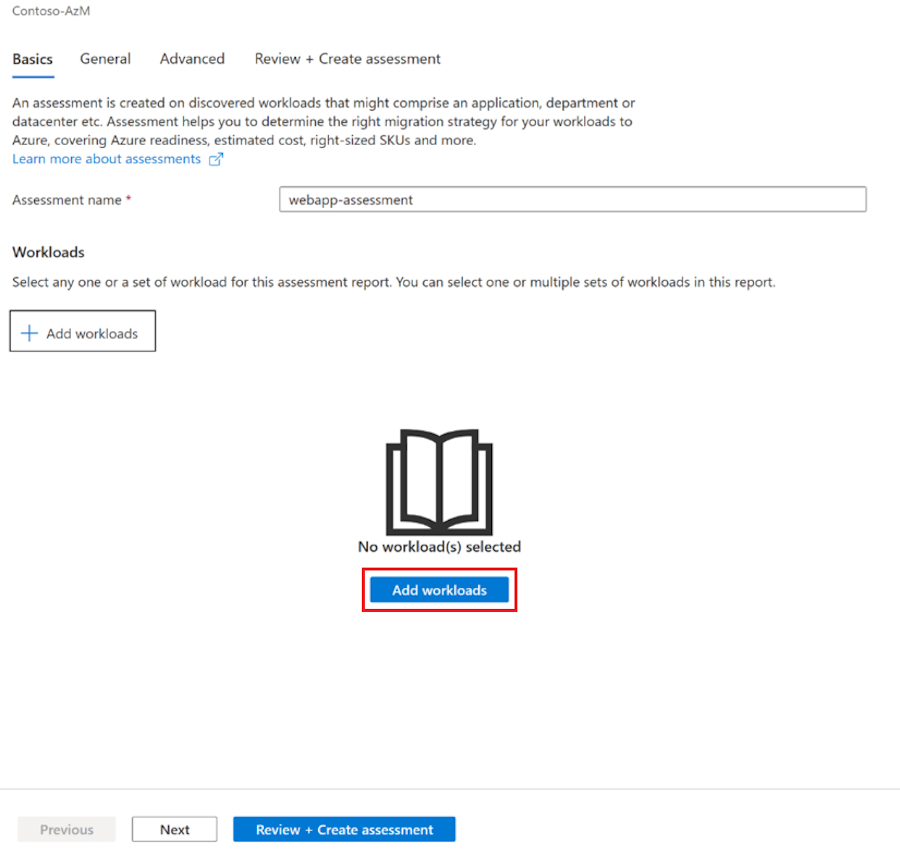 Contoso-AzM
Basics General Advanced Review + Create assessment
An assessment is created on discovered workloads that might comprise an application, department or
datacenter etc. Assessment helps you to determine the right migration strategy for your workloads to
Azure, covering Azure readiness, estimated cost, right-sized SKUs and more.
Learn more about assessments
Assessment name * webapp-assessment
Workloads
Select any one or a set of workload for this assessment report. You can select one or multiple sets of workloads in this report.
Add workloads
No workload(s) selected
Add workloads
Previous Next Review + Create assessment